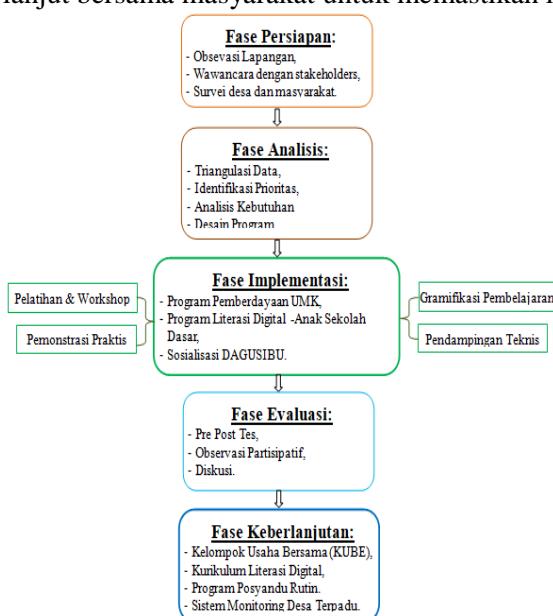 lanjut bersama masyarakat untuk memastikan
Fase Persiapan:
- Obsevasi Lapangan,
- Wawancara dengan stakeholders,
- Survei desa dan masyarakat.
Fase Analisis:
- Triangulasi Data,
- Identifikasi Prioritas,
- Analisis Kebutuhan
- Desain Program
Fase Implementasi:
- Program Pemberdayaan UMK,
- Program Literasi Digital -Anak Sekolah
Dasar,
- Sosialisasi DAGUSIBU.
Pelatihan & Workshop
Pemonstrasi Praktis
Gramifikasi Pembelajaran
Pendampingan Teknis
Fase Evaluasi:
- Pre Post Tes,
- Observasi Partisipatif,
- Diskusi.
Fase Keberlanjutan:
- Kelompok Usaha Bersama (KUBE),
- Kurikulum Literasi Digital,
- Program Posyandu Rutin.
- Sistem Monitoring Desa Terpadu.